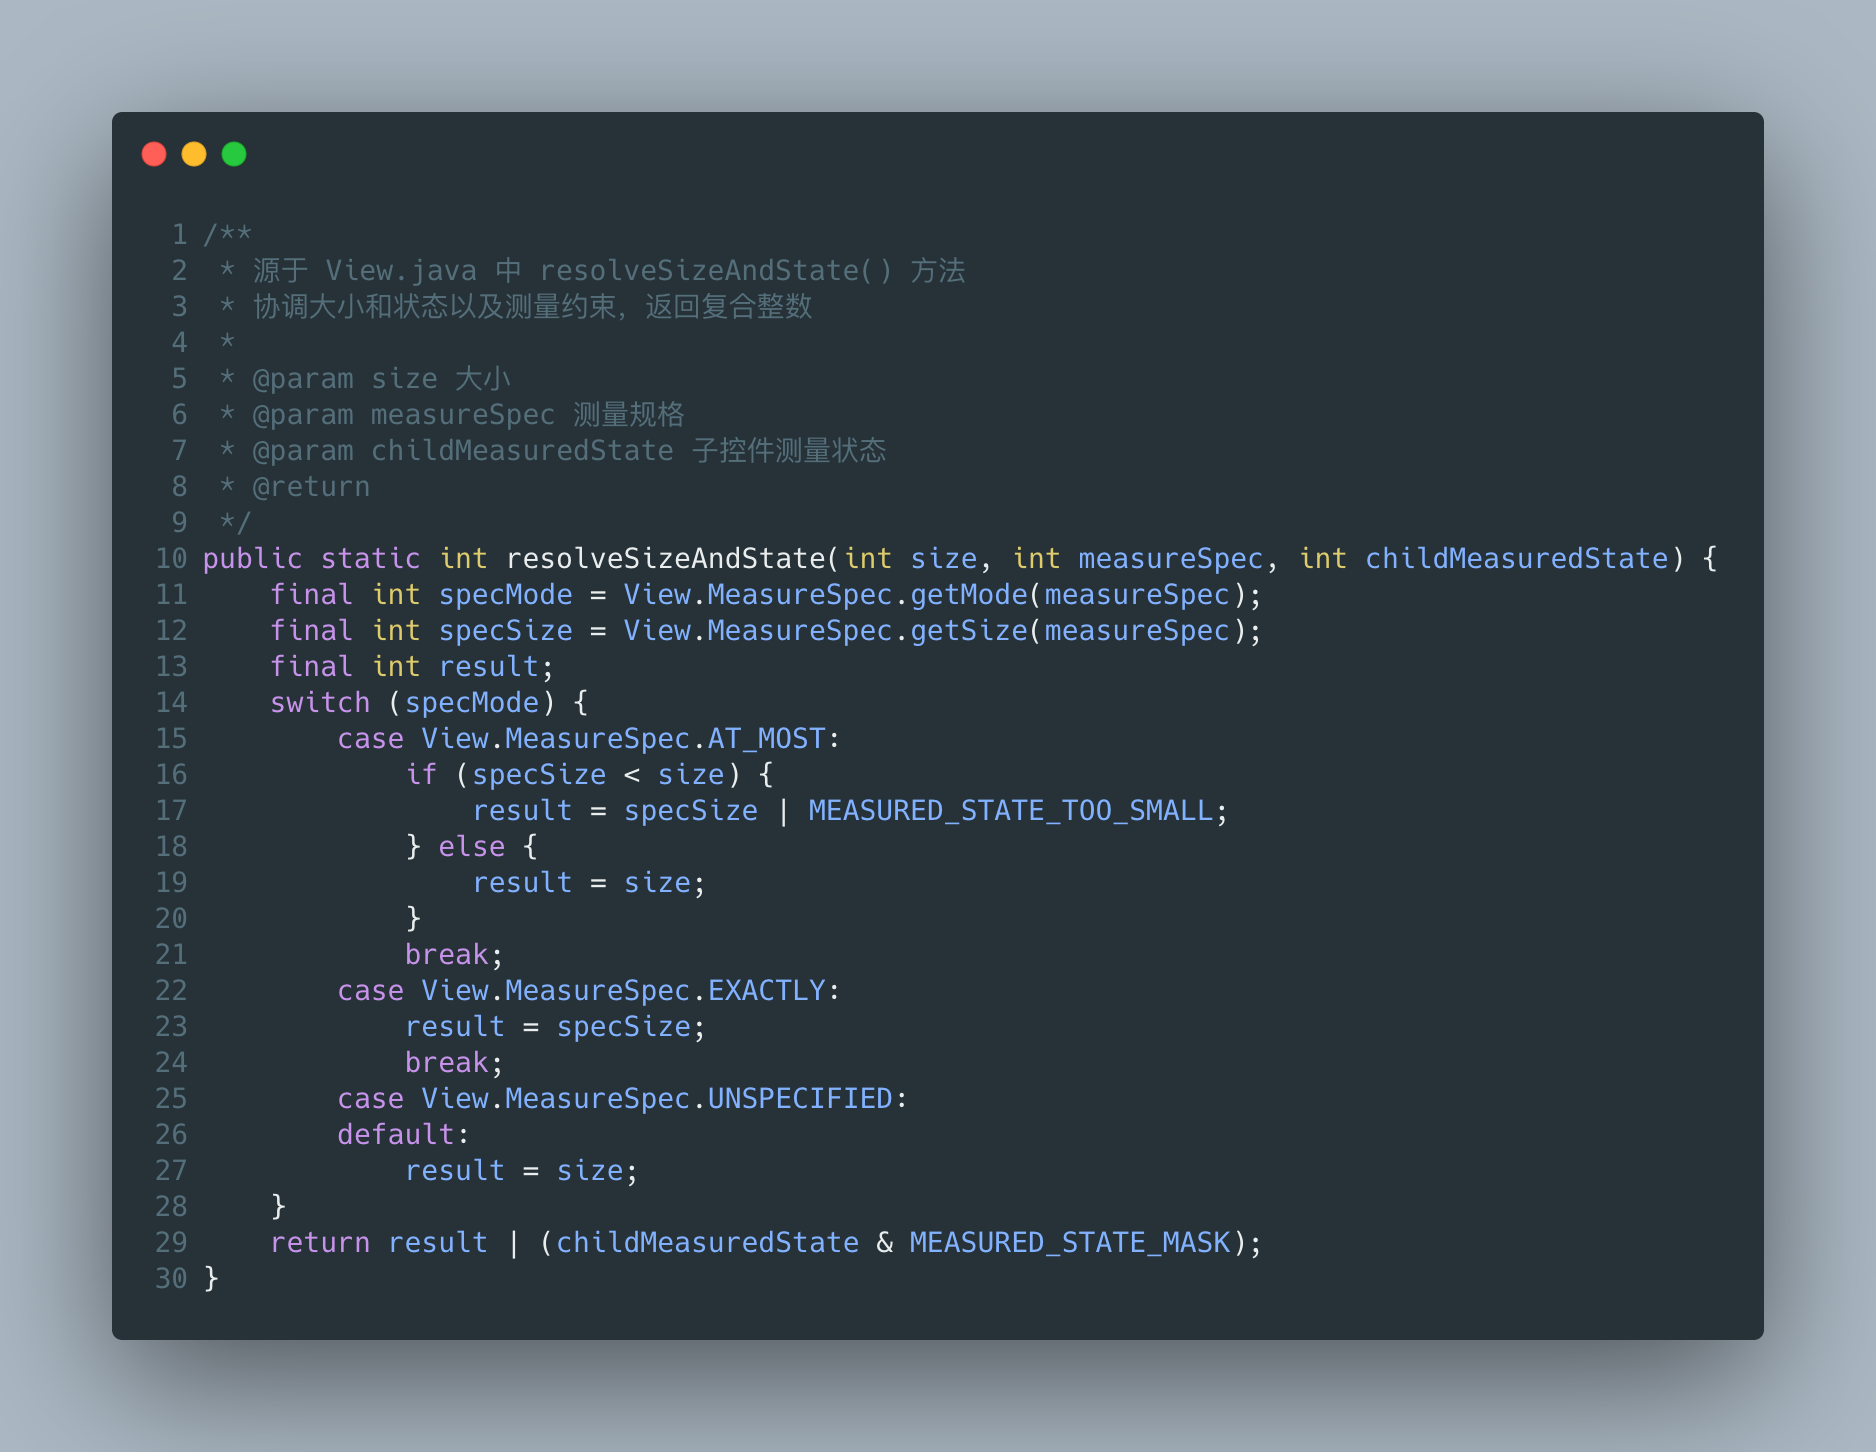 1 /**
2  * 源于 View.java 中 resolveSizeAndState() 方法
3  * 协调大小和状态以及测量约束，返回复合整数
4  *
5  * @param size 大小
6  * @param measureSpec 测量规格
7  * @param childMeasuredState 子控件测量状态
8  * @return
9  */
10 public static int resolveSizeAndState(int size, int measureSpec, int childMeasuredState) {
11     final int specMode = View.MeasureSpec.getMode(measureSpec);
12     final int specSize = View.MeasureSpec.getSize(measureSpec);
13     final int result;
14     switch (specMode) {
15         case View.MeasureSpec.AT_MOST:
16             if (specSize < size) {
17                 result = specSize | MEASURED_STATE_TOO_SMALL;
18             } else {
19                 result = size;
20             }
21             break;
22         case View.MeasureSpec.EXACTLY:
23             result = specSize;
24             break;
25         case View.MeasureSpec.UNSPECIFIED:
26         default:
27             result = size;
28     }
29     return result | (childMeasuredState & MEASURED_STATE_MASK);
30 }